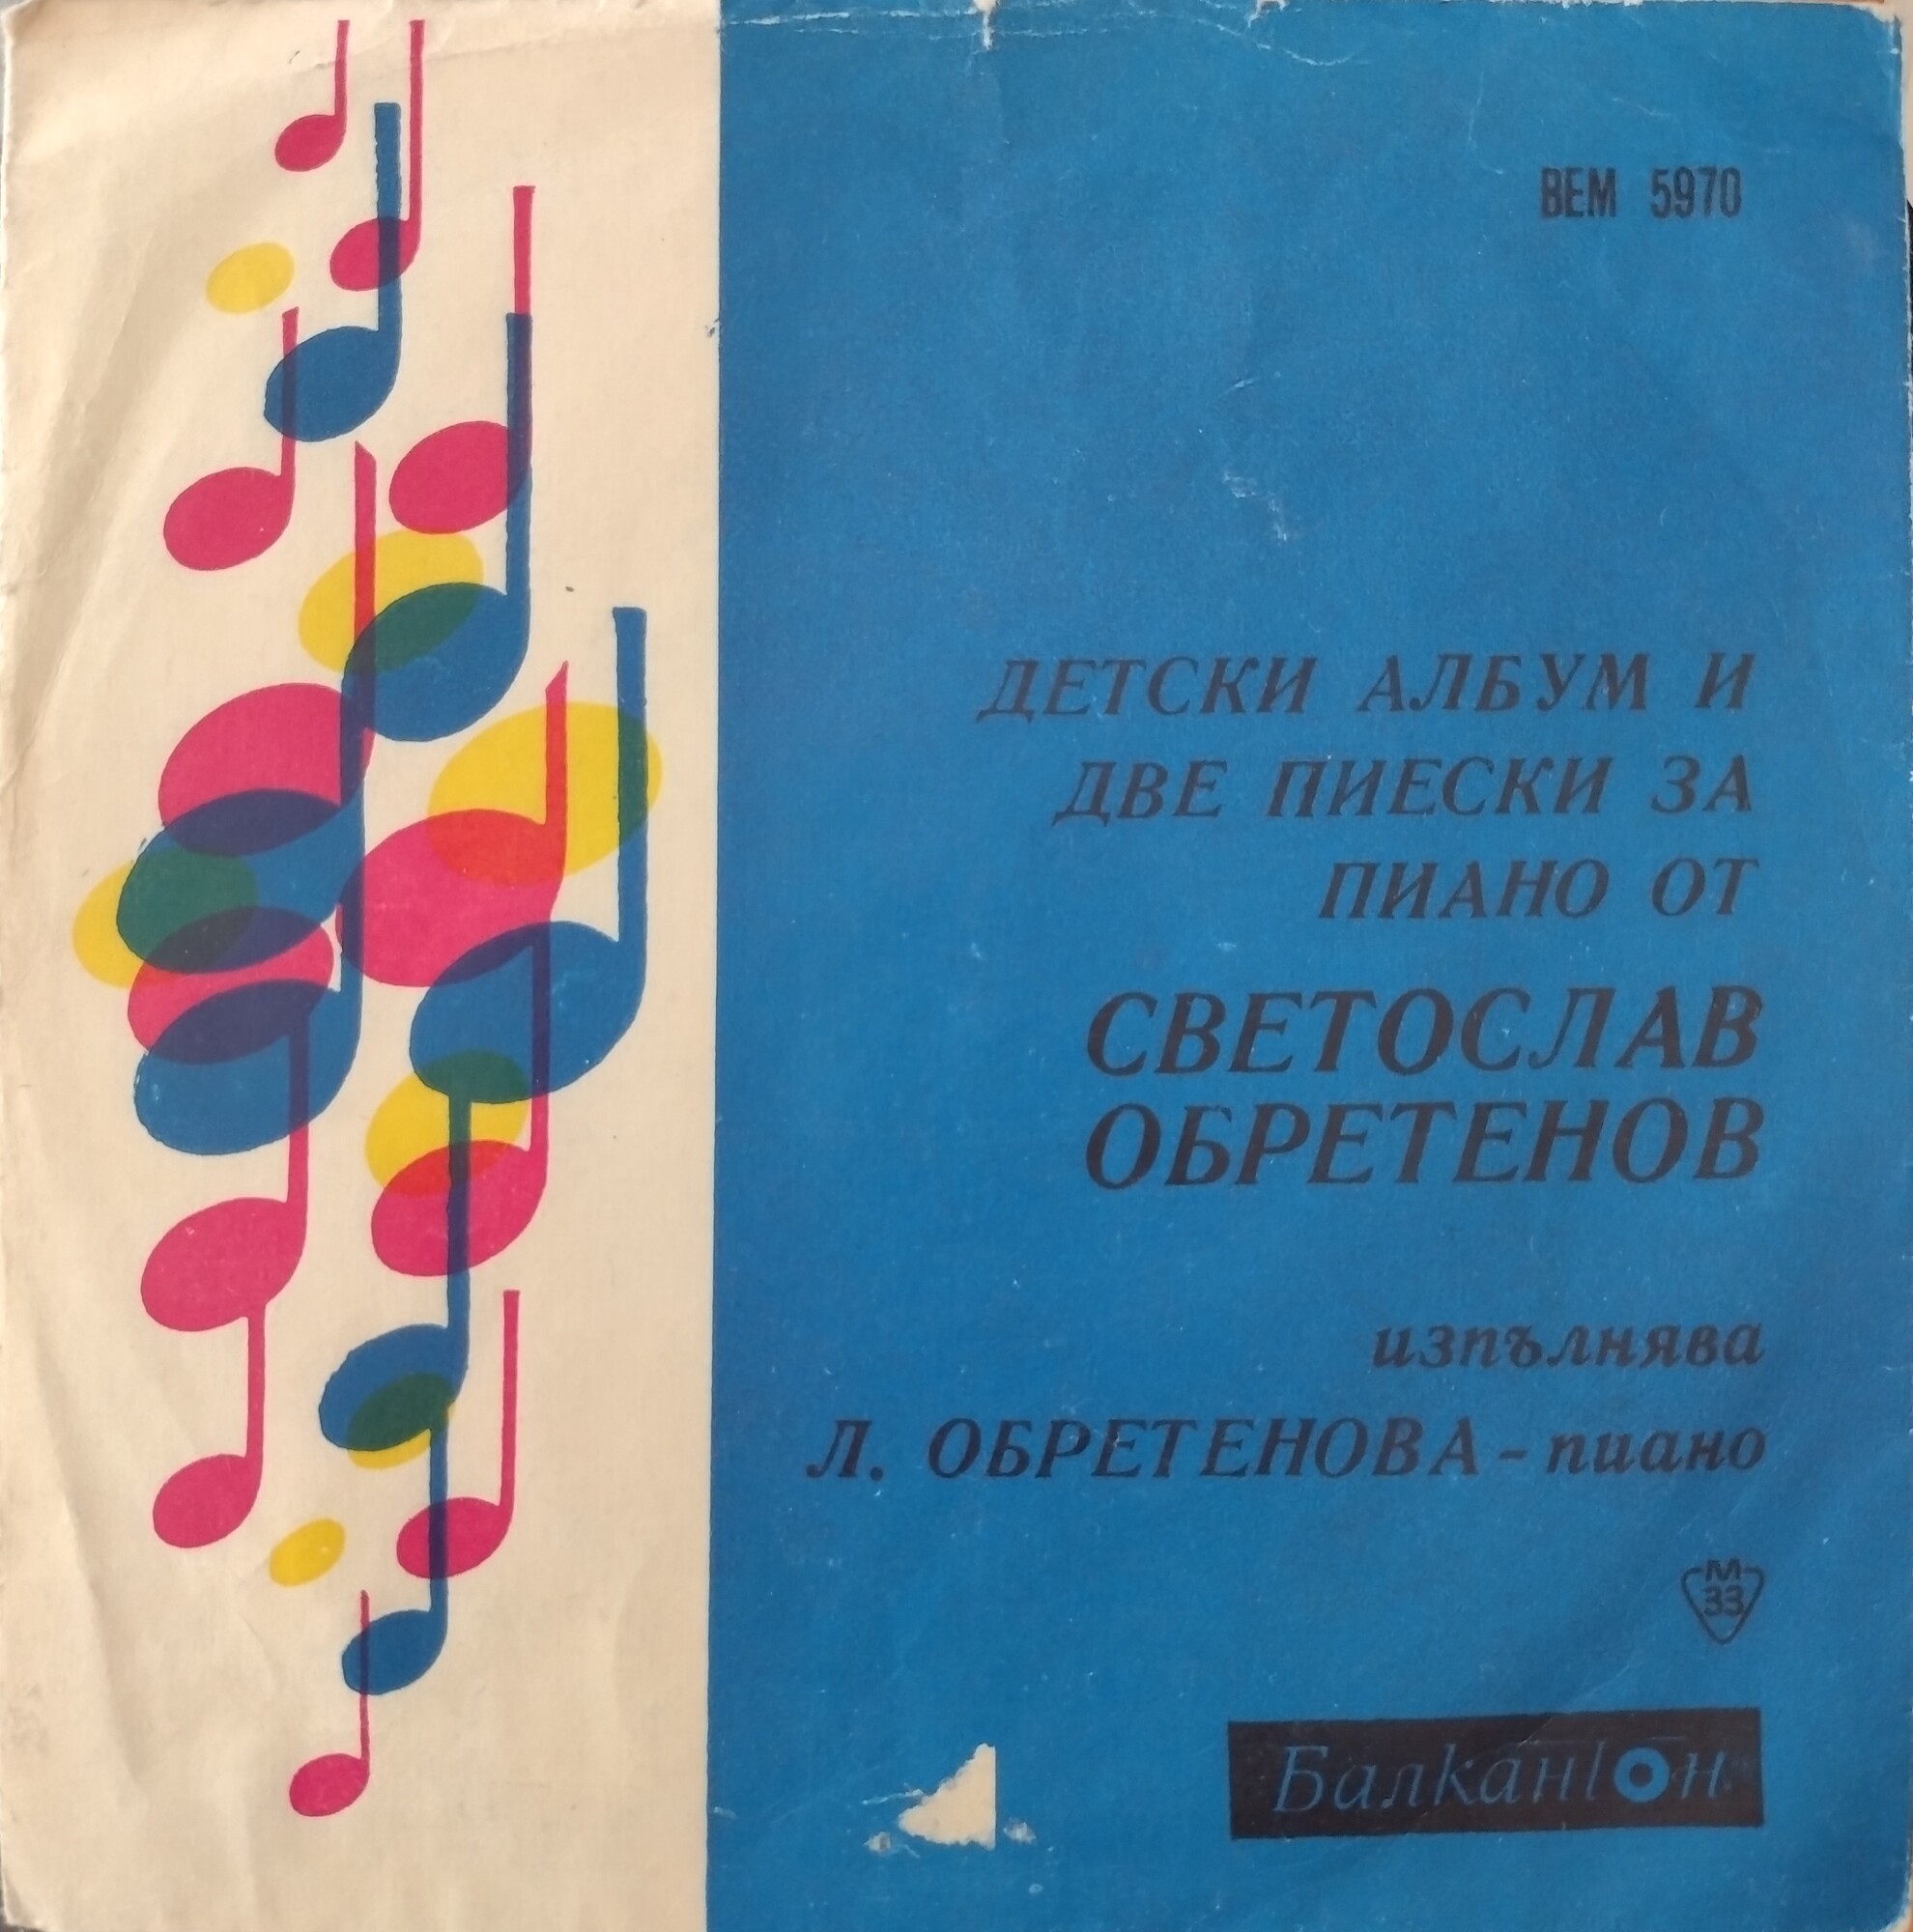 ВЕМ 5970
ДЕТСКИ АЛБУМ И
ДВЕ ПИЕСКИ ЗА
ПИАНО ОТ
СВЕТОСЛАВ
ОБРЕТЕНОВ
изпълнява
Л. ОБРЕТЕНОВА - пиано
М
33
Балкантон